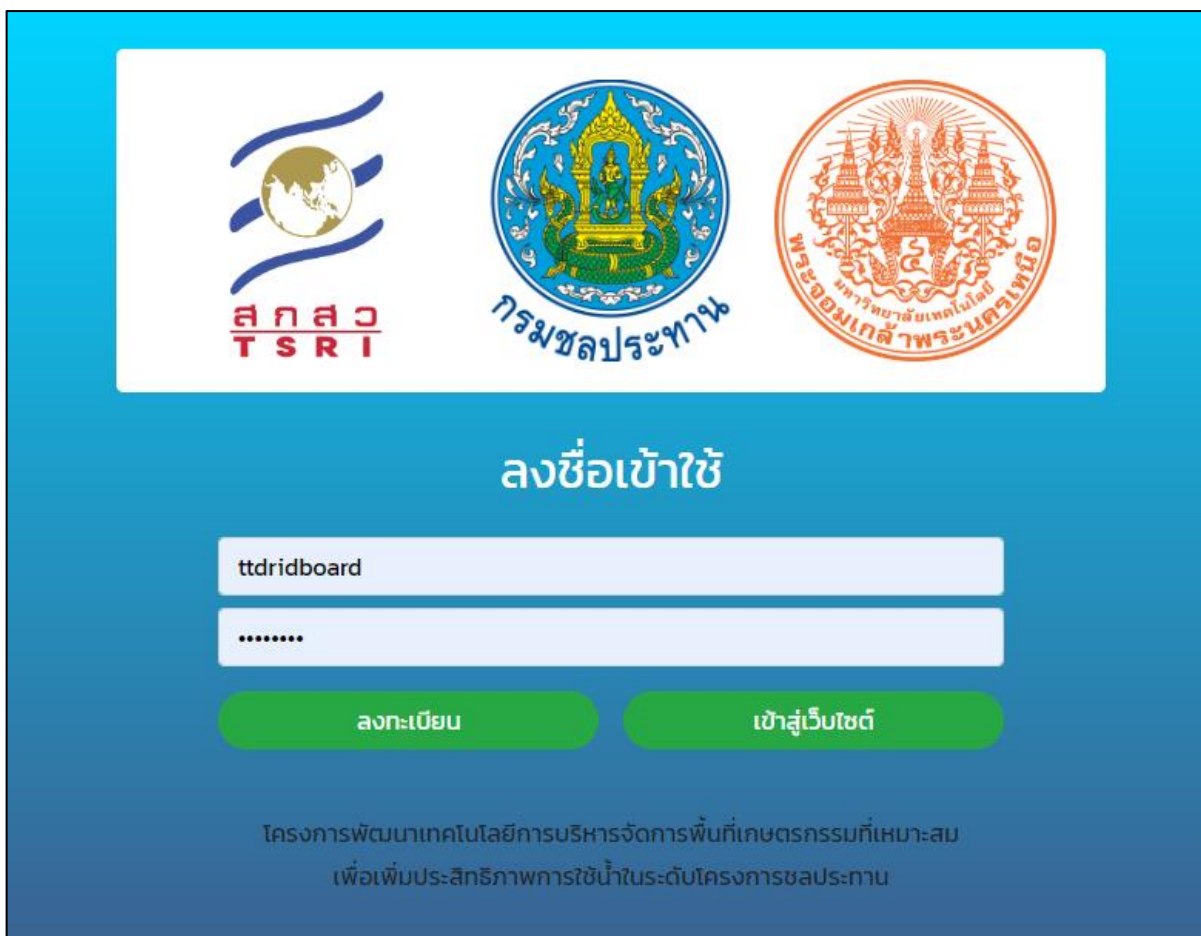 สกสว
TSRI
กรมชลประทาน
มหาวิทยาลัยเทคโนโลยี
พระจอมเกล้าพระนครเหนือ
ลงชื่อเข้าใช้
ttdridboard
••••••••
ลงทะเบียน
เข้าสู่เว็บไซต์
โครงการพัฒนาเทคโนโลยีการบริหารจัดการพื้นที่เกษตรกรรมที่เหมาะสม
เพื่อเพิ่มประสิทธิภาพการใช้น้ำในระดับโครงการชลประทาน